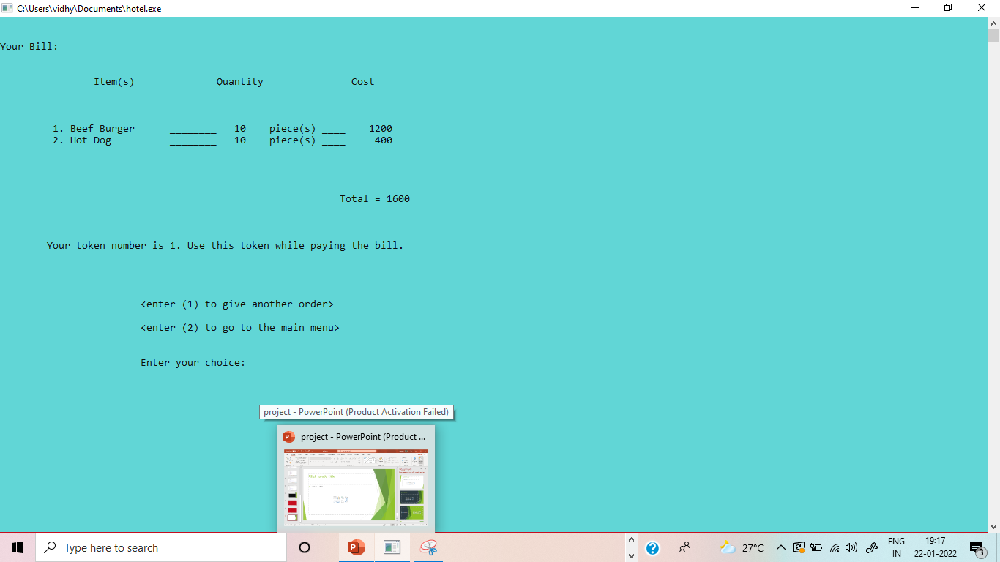 C:\Users\vidhy\Documents\hotel.exe
Your Bill:
Item(s) Quantity Cost
1. Beef Burger ________ 10 piece(s) ____ 1200
2. Hot Dog ________ 10 piece(s) ____ 400
Total = 1600
Your token number is 1. Use this token while paying the bill.
<enter (1) to give another order>
<enter (2) to go to the main menu>
Enter your choice:
project - PowerPoint (Product Activation Failed)
project - PowerPoint (Product ...
Click to add title
Type here to search
27°C
ENG
IN
19:17
22-01-2022
3